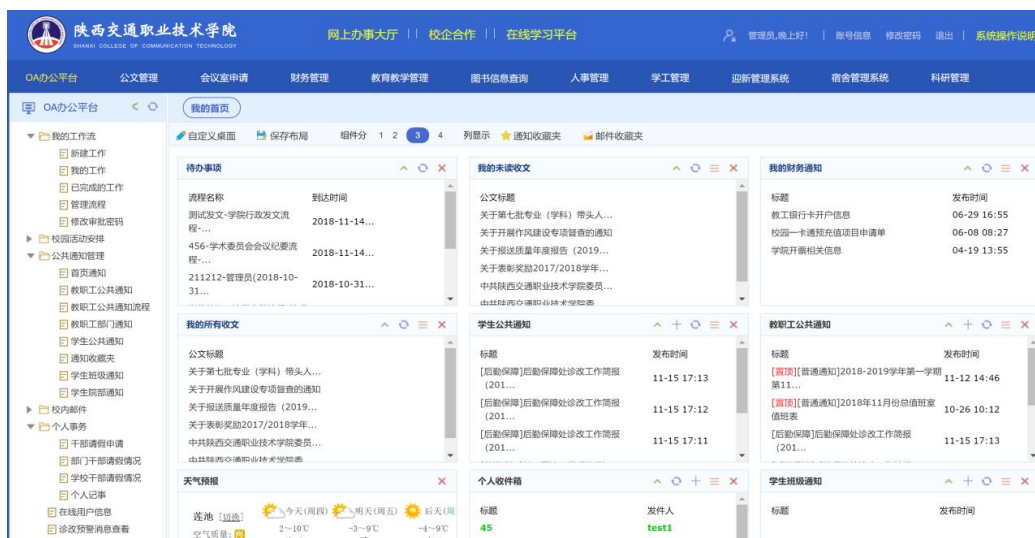 陕西交通职业技术学院
SHANXI COLLEGE OF COMMUNICATION TECHNOLOGY
网上办事大厅 || 校企合作 || 在线学习平台
管理员,晚上好! | 账号信息 修改密码 退出 | 系统操作说明
OA办公平台 公文管理 会议室申请 财务管理 教育教学管理 图书信息查询 人事管理 学工管理 迎新管理系统 宿舍管理系统 科研管理
OA办公平台
我的首页
自定义桌面 保存布局 组件分 1 2 3 4 列显示 通知收藏夹 邮件收藏夹
我的工作流
新建工作
我的工作
已完成的工作
管理流程
修改审批密码
校园活动安排
公共通知管理
首页通知
教职工公共通知
教职工公共通知流程
教职工部门通知
学生公共通知
通知收藏夹
学生班级通知
学生院部通知
校内邮件
个人事务
干部请假申请
部门干部请假情况
学校干部请假情况
个人记事
在线用户信息
诊改预警消息查看
待办事项
流程名称 到达时间
测试发文-学院行政发文流
程-... 2018-11-14...
456-学术委员会会议纪要流
程-... 2018-11-14...
211212-管理员(2018-10-
31... 2018-10-31...
我的未读收文
公文标题
关于第七批专业（学科）带头人...
关于开展作风建设专项督查的通知
关于报送质量年度报告（2019...
关于表彰奖励2017/2018学年...
中共陕西交通职业技术学院委员...
中共陕西交通职业技术学院委
我的财务通知
标题 发布时间
教工银行卡开户信息 06-29 16:55
校园一卡通预充值项目申请单 06-08 08:27
学院开票相关信息 04-19 13:55
我的所有收文
公文标题
关于第七批专业（学科）带头人...
关于开展作风建设专项督查的通知
关于报送质量年度报告（2019...
关于表彰奖励2017/2018学年...
中共陕西交通职业技术学院委员...
中共陕西交通职业技术学院委
学生公共通知
标题 发布时间
[后勤保障]后勤保障处诊改工作简报
（201... 11-15 17:13
[后勤保障]后勤保障处诊改工作简报
（201... 11-15 17:12
[后勤保障]后勤保障处诊改工作简报
（201... 11-15 17:11
教职工公共通知
标题 发布时间
[置顶][普通通知]2018-2019学年第一学期
第11... 11-12 14:46
[置顶][普通通知]2018年11月份总值班室
值班表 10-26 10:12
[后勤保障]后勤保障处诊改工作简报
（201... 11-15 17:13
天气预报
莲池 [切换] 今天(周四) 明天(周五) 后天(周
2～10℃ -3～9℃ -4～9℃
空气质量:
个人收件箱
标题 发件人
45 test1
学生班级通知
标题 发布时间